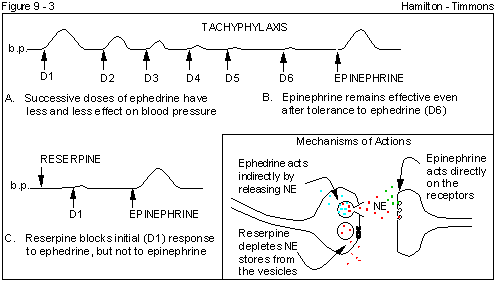 Figure 9 - 3
Hamilton - Timmons
TACHYPHYLAXIS
b.p.
D1
D2
D3
D4
D5
D6
EPINEPHRINE
A. Successive doses of ephedrine have
less and less effect on blood pressure
B. Epinephrine remains effective even
after tolerance to ephedrine (D6)
RESERPINE
b.p.
D1
EPINEPHRINE
C. Reserpine blocks initial (D1) response
to ephedrine, but not to epinephrine
Mechanisms of Actions
Ephedrine acts
indirectly by
releasing NE
Epinephrine
acts directly
on the
receptors
NE
Reserpine
depletes NE
stores from
the vesicles